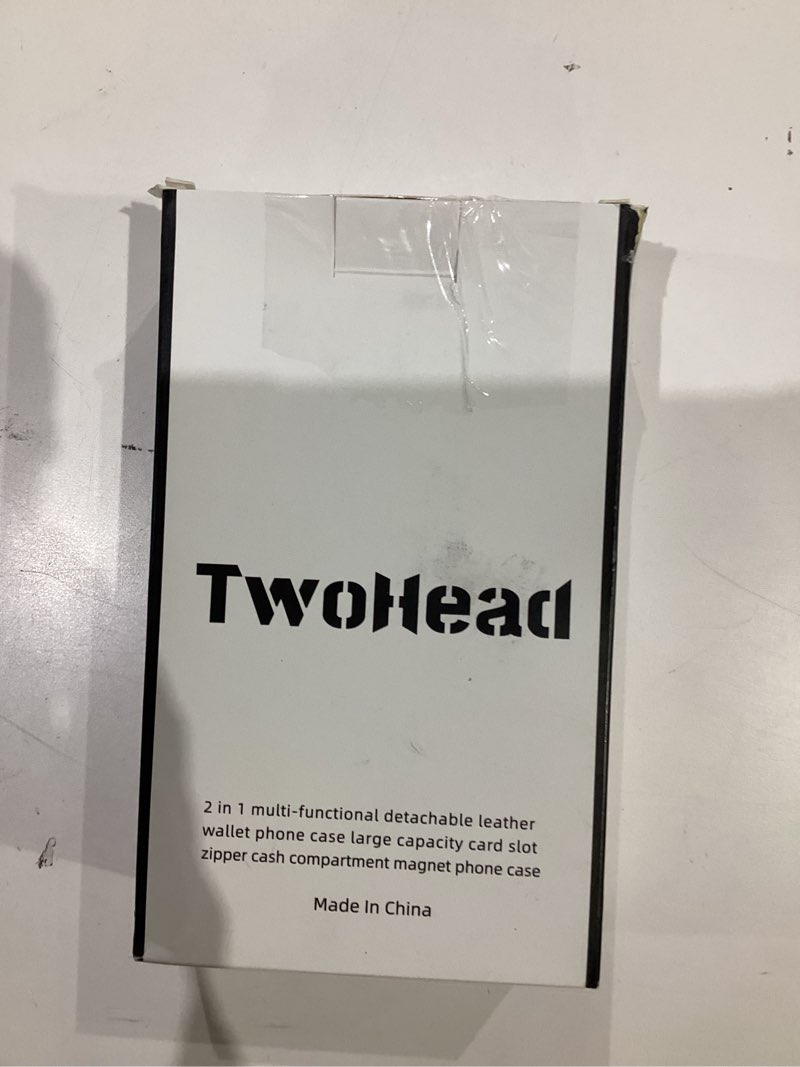 TwoHead
2 in 1 multi-functional detachable leather
wallet phone case large capacity card slot
zipper cash compartment magnet phone case
Made In China